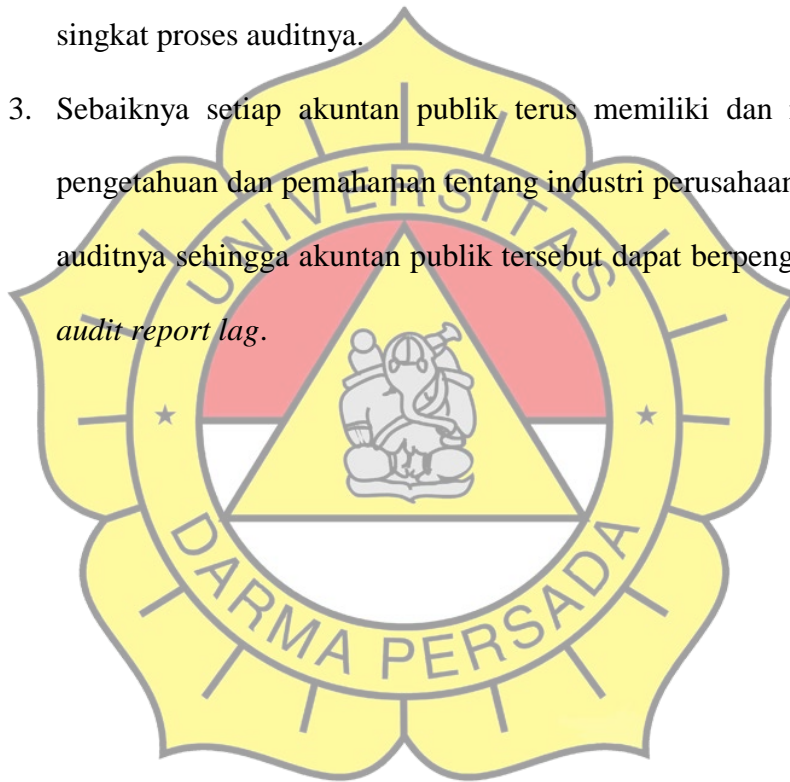 singkat proses auditnya.
3. Sebaiknya setiap akuntan publik terus memiliki dan
pengetahuan dan pemahaman tentang industri perusahaan
auditnya sehingga akuntan publik tersebut dapat
audit report lag.
UNIVERSITAS
DARMA PERSADA